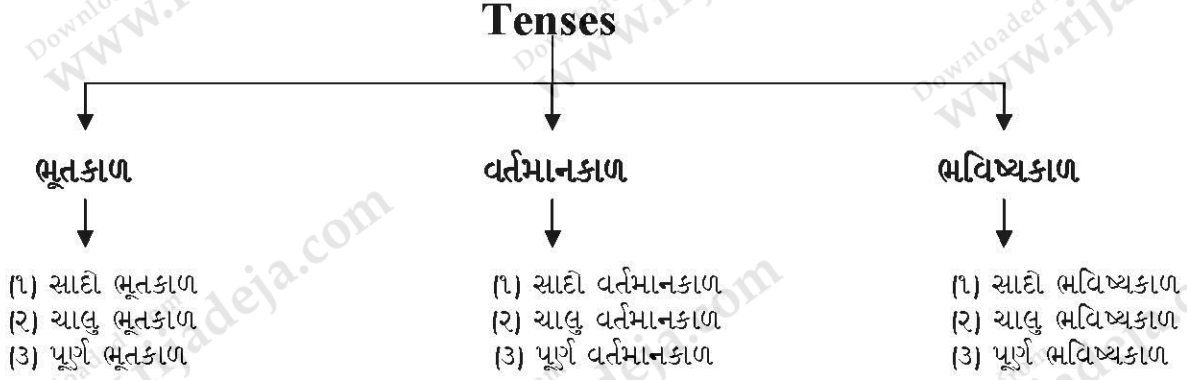 Tenses
ભૂતકાળ
વર્તમાનકાળ
ભવિષ્યકાળ
(૧) સાદો ભૂતકાળ
(૨) ચાલુ ભૂતકાળ
(૩) પૂર્ણ ભૂતકાળ
(૧) સાદો વર્તમાનકાળ
(૨) ચાલુ વર્તમાનકાળ
(૩) પૂર્ણ વર્તમાનકાળ
(૧) સાદો ભવિષ્યકાળ
(૨) ચાલુ ભવિષ્યકાળ
(૩) પૂર્ણ ભવિષ્યકાળ